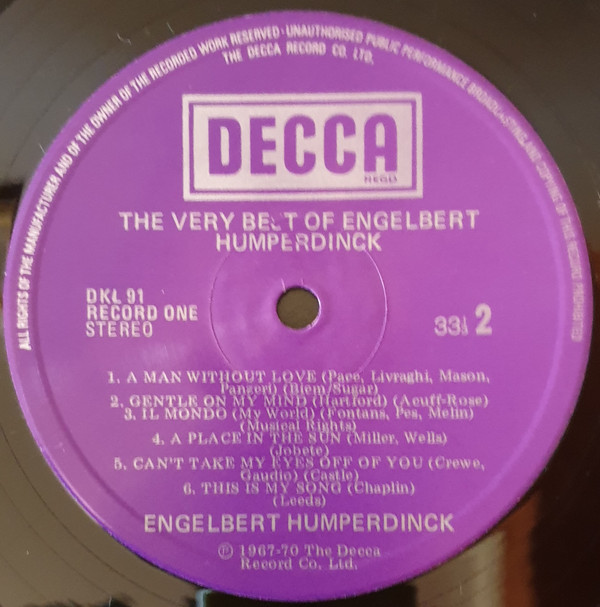 ALL RIGHTS OF THE MANUFACTURER AND OF THE OWNER OF THE RECORDED WORK RESERVED · UNAUTHORISED PUBLIC PERFORMANCE BROADCASTING AND COPYING OF THIS RECORD PROHIBITED
THE DECCA RECORD CO. LTD.
DECCA
REGD
THE VERY BEST OF ENGELBERT
HUMPERDINCK
DKL 91
RECORD ONE
STEREO
33⅓ 2
1. A MAN WITHOUT LOVE (Pace, Livraghi, Mason,
Panzeri) (Biem/Sugar)
2. GENTLE ON MY MIND (Hartford) (Acuff-Rose)
3. IL MONDO (My World) (Fontans, Pes, Melin)
(Musical Rights)
4. A PLACE IN THE SUN (Miller, Wells)
(Jobete)
5. CAN'T TAKE MY EYES OFF OF YOU (Crewe,
Gaudio) (Castle)
6. THIS IS MY SONG (Chaplin)
(Leeds)
ENGELBERT HUMPERDINCK
℗ 1967-70 The Decca
Record Co. Ltd.